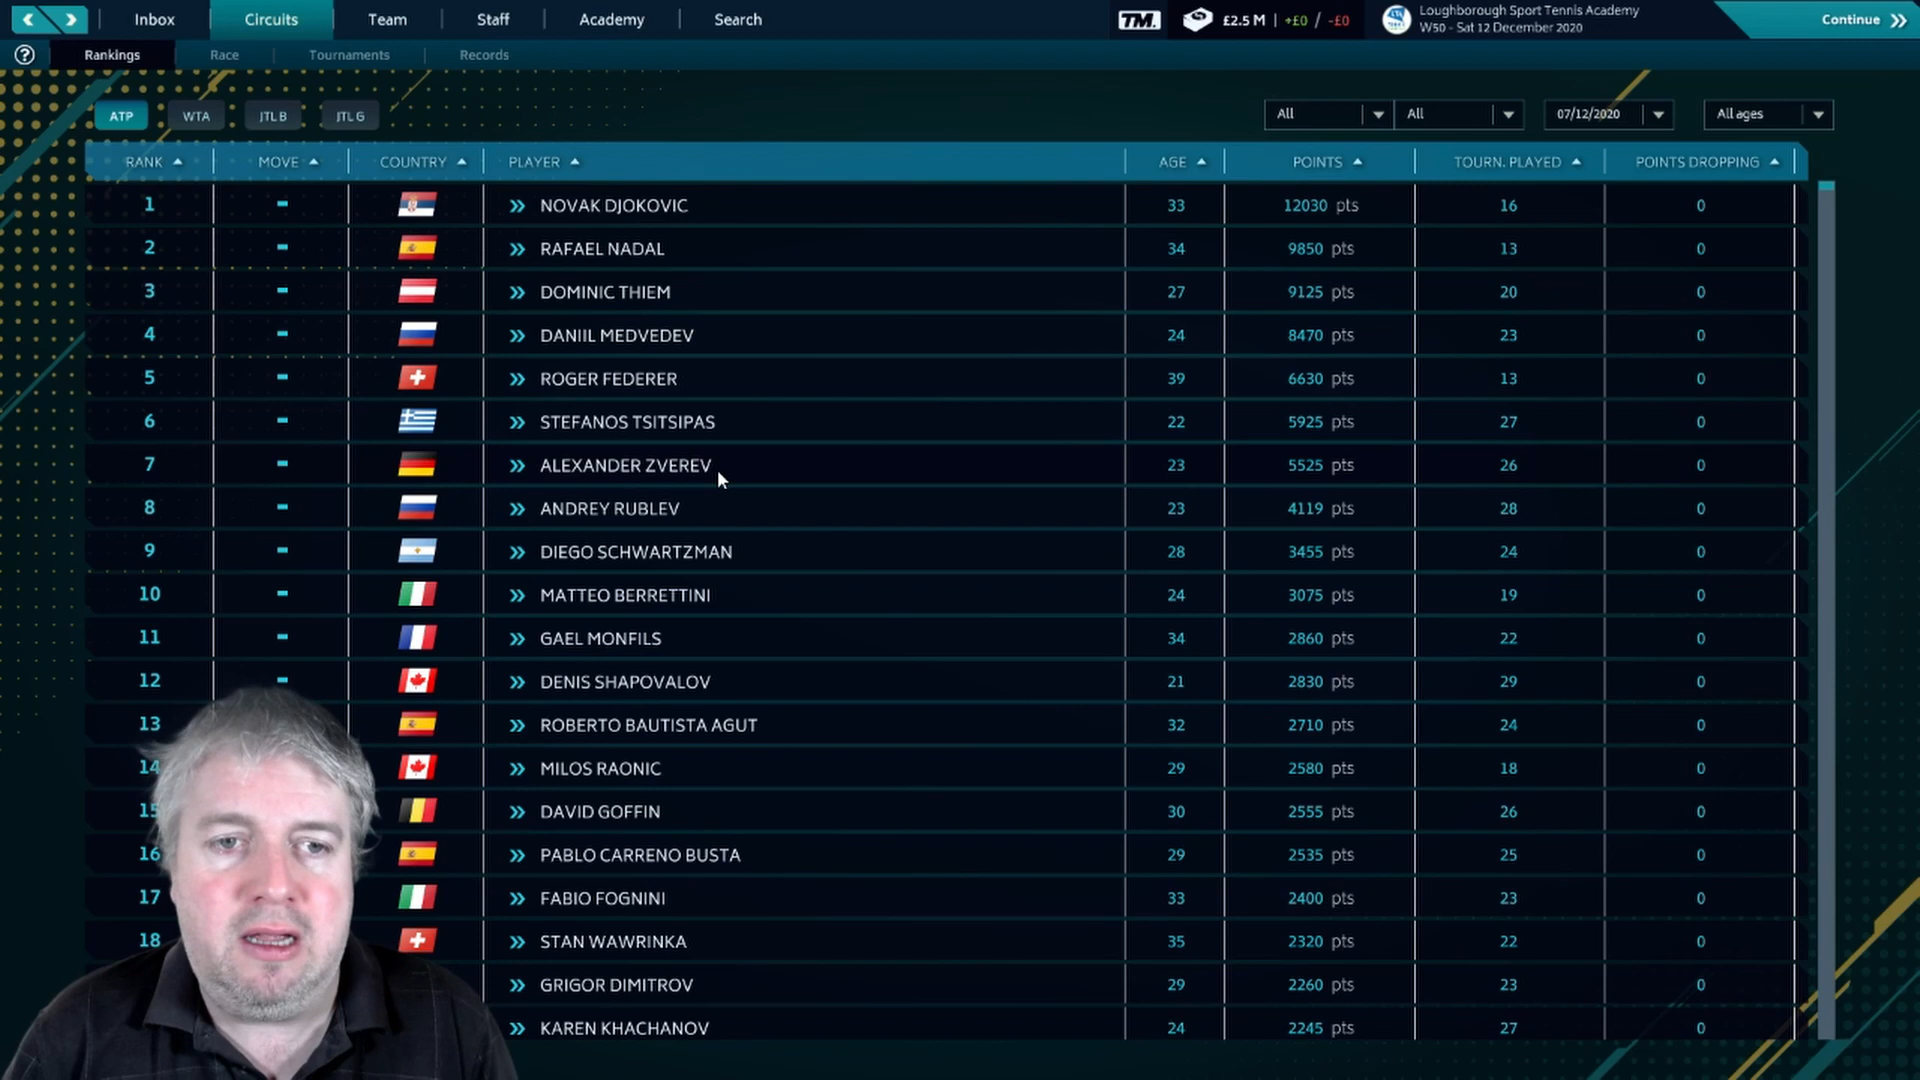 Inbox Circuits Team Staff Academy Search TM. £2.5 M | +£0 / -£0 Loughborough Sport Tennis Academy Continue
W50 - Sat 12 December 2020
? Rankings Race Tournaments Records
ATP WTA JTL B JTL G All All 07/12/2020 All ages
RANK MOVE COUNTRY PLAYER AGE POINTS TOURN. PLAYED POINTS DROPPING
1 - NOVAK DJOKOVIC 33 12030 pts 16 0
2 - RAFAEL NADAL 34 9850 pts 13 0
3 - DOMINIC THIEM 27 9125 pts 20 0
4 - DANIIL MEDVEDEV 24 8470 pts 23 0
5 - ROGER FEDERER 39 6630 pts 13 0
6 - STEFANOS TSITSIPAS 22 5925 pts 27 0
7 - ALEXANDER ZVEREV 23 5525 pts 26 0
8 - ANDREY RUBLEV 23 4119 pts 28 0
9 - DIEGO SCHWARTZMAN 28 3455 pts 24 0
10 - MATTEO BERRETTINI 24 3075 pts 19 0
11 - GAEL MONFILS 34 2860 pts 22 0
12 - DENIS SHAPOVALOV 21 2830 pts 29 0
13 ROBERTO BAUTISTA AGUT 32 2710 pts 24 0
14 MILOS RAONIC 29 2580 pts 18 0
15 DAVID GOFFIN 30 2555 pts 26 0
16 PABLO CARRENO BUSTA 29 2535 pts 25 0
17 FABIO FOGNINI 33 2400 pts 23 0
18 STAN WAWRINKA 35 2320 pts 22 0
GRIGOR DIMITROV 29 2260 pts 23 0
KAREN KHACHANOV 24 2245 pts 27 0